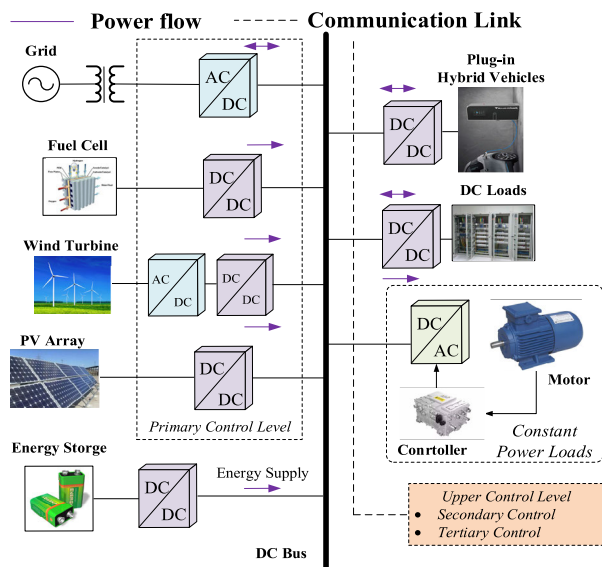 Power flow
Communication Link
Grid
AC
DC
Plug-in
Hybrid Vehicles
DC
DC
Fuel Cell
DC
DC
DC Loads
DC
DC
Wind Turbine
AC
DC
DC
DC
PV Array
DC
DC
Primary Control Level
DC
AC
Motor
Conrtoller
Constant
Power Loads
Energy Storge
DC
DC
Energy Supply
DC Bus
Upper Control Level
• Secondary Control
• Tertiary Control